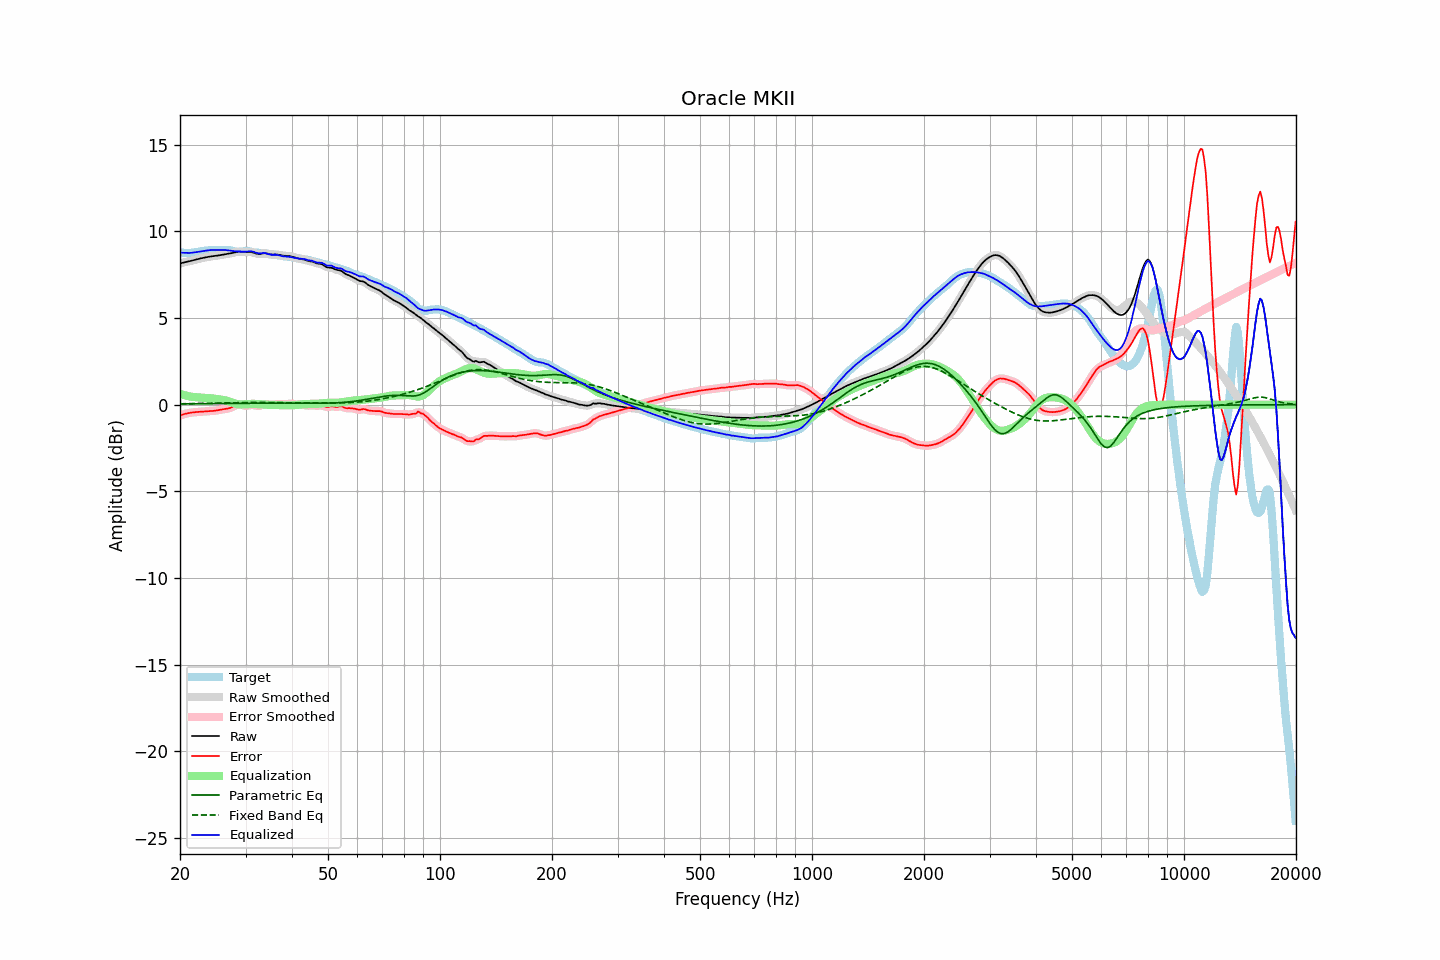 Oracle MKII
Amplitude (dBr)
15
10
5
0
−5
−10
−15
−20
−25
Target
Raw Smoothed
Error Smoothed
Raw
Error
Equalization
Parametric Eq
Fixed Band Eq
Equalized
20 50 100 200 500 1000 2000 5000 10000 20000
Frequency (Hz)